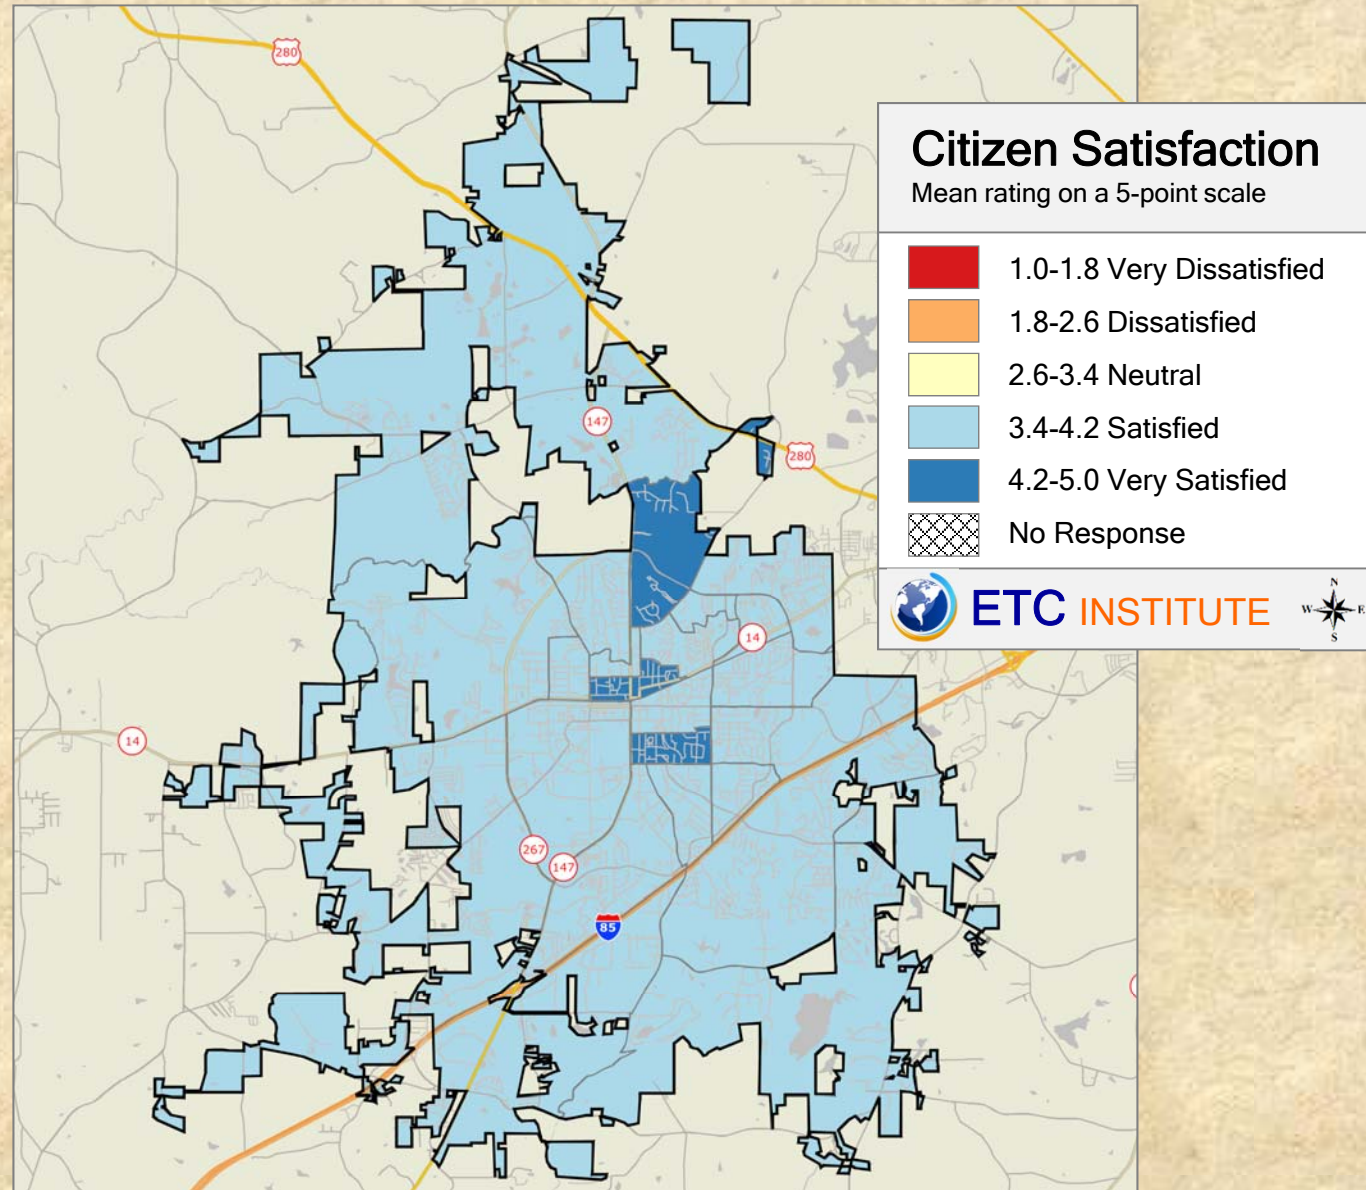 280
Citizen Satisfaction
Mean rating on a 5-point scale
1.0-1.8 Very Dissatisfied
1.8-2.6 Dissatisfied
2.6-3.4 Neutral
3.4-4.2 Satisfied
4.2-5.0 Very Satisfied
No Response
ETC INSTITUTE
N
W E
S
147
280
14
14
267
147
85